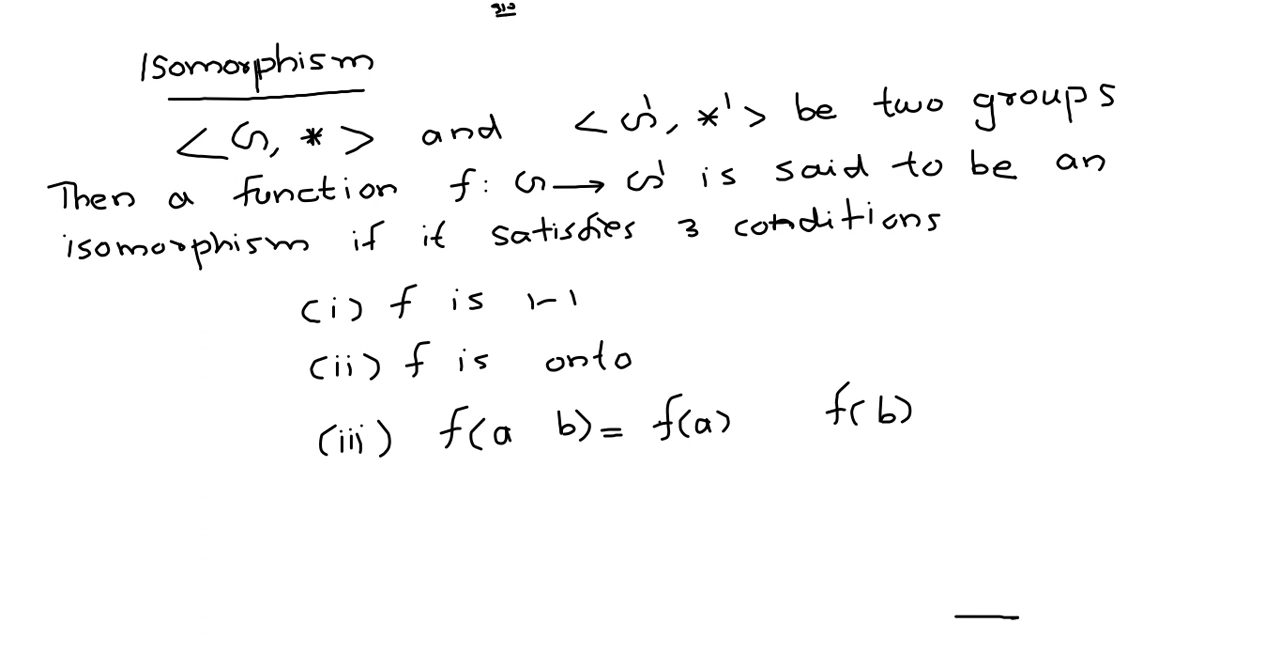 Isomorphism
<G, *> and <G', *'> be two groups
Then a function f: G → G' is said to be an
isomorphism if it satisfies 3 conditions
(i) f is 1-1
(ii) f is onto
(iii) f(a b) = f(a) f(b)